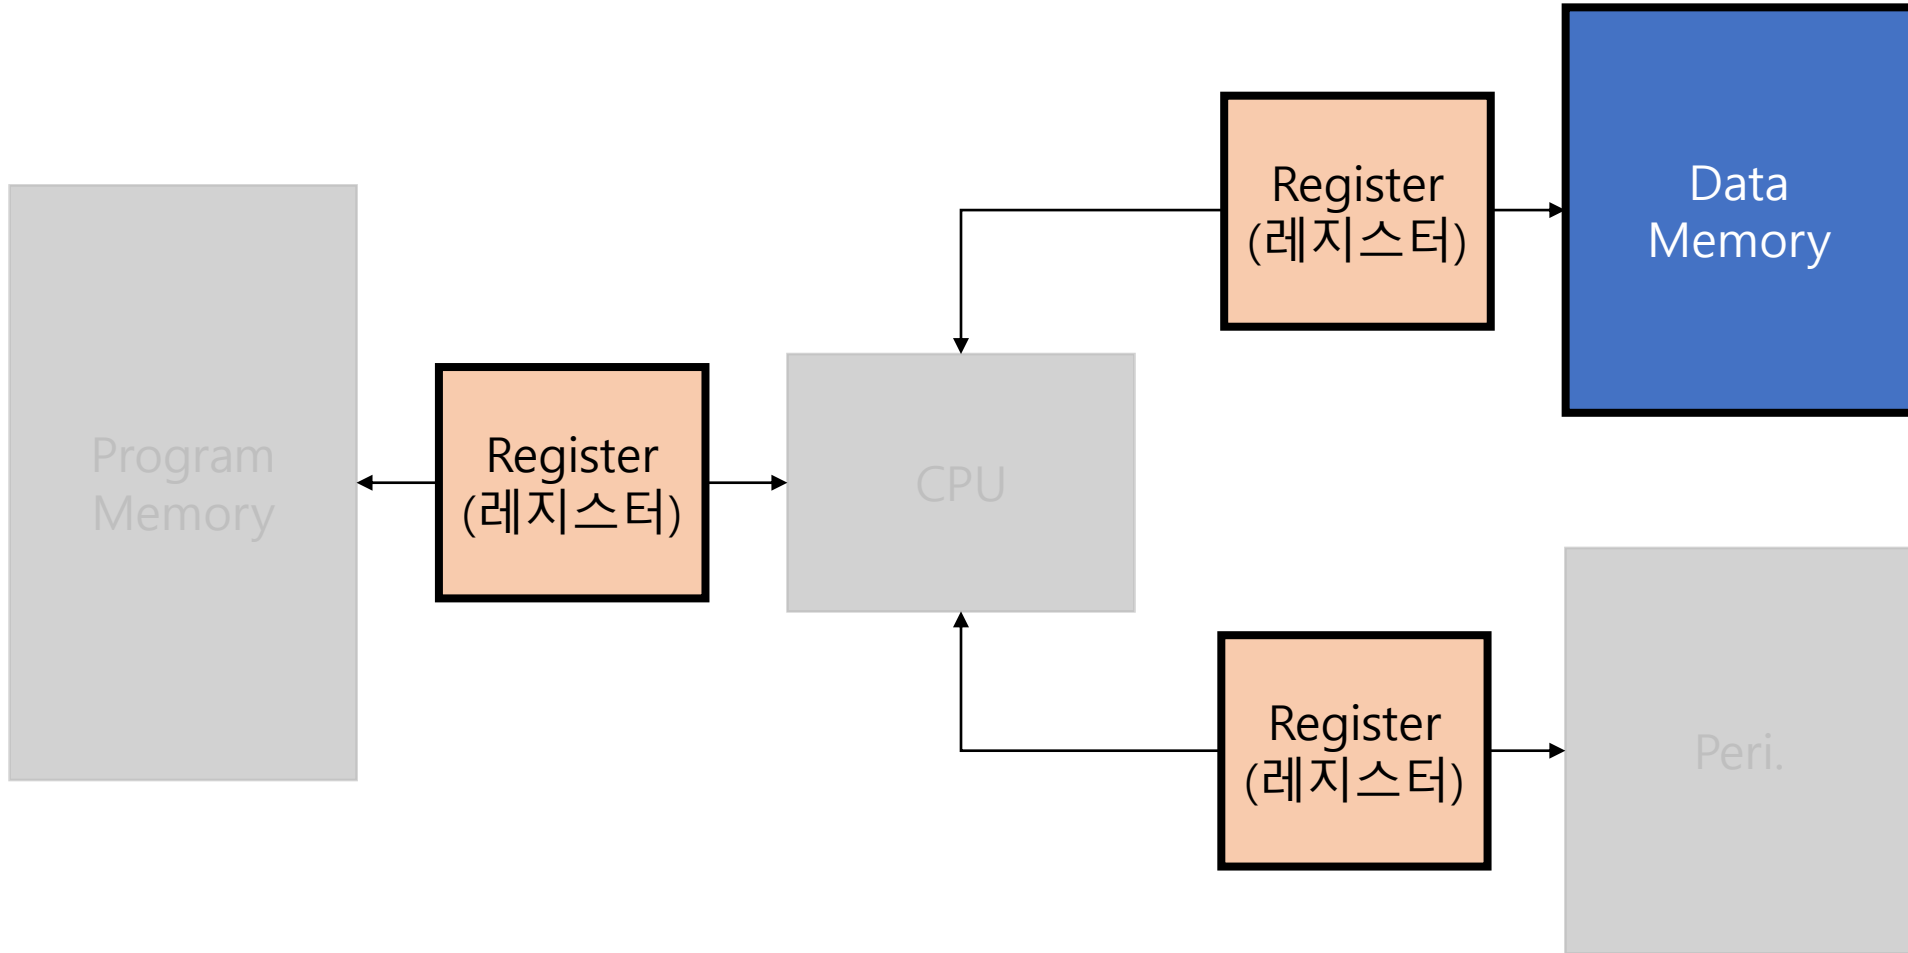 Register
(레지스터)
Data
Memory
Program
Memory
Register
(레지스터)
CPU
Register
(레지스터)
Peri.